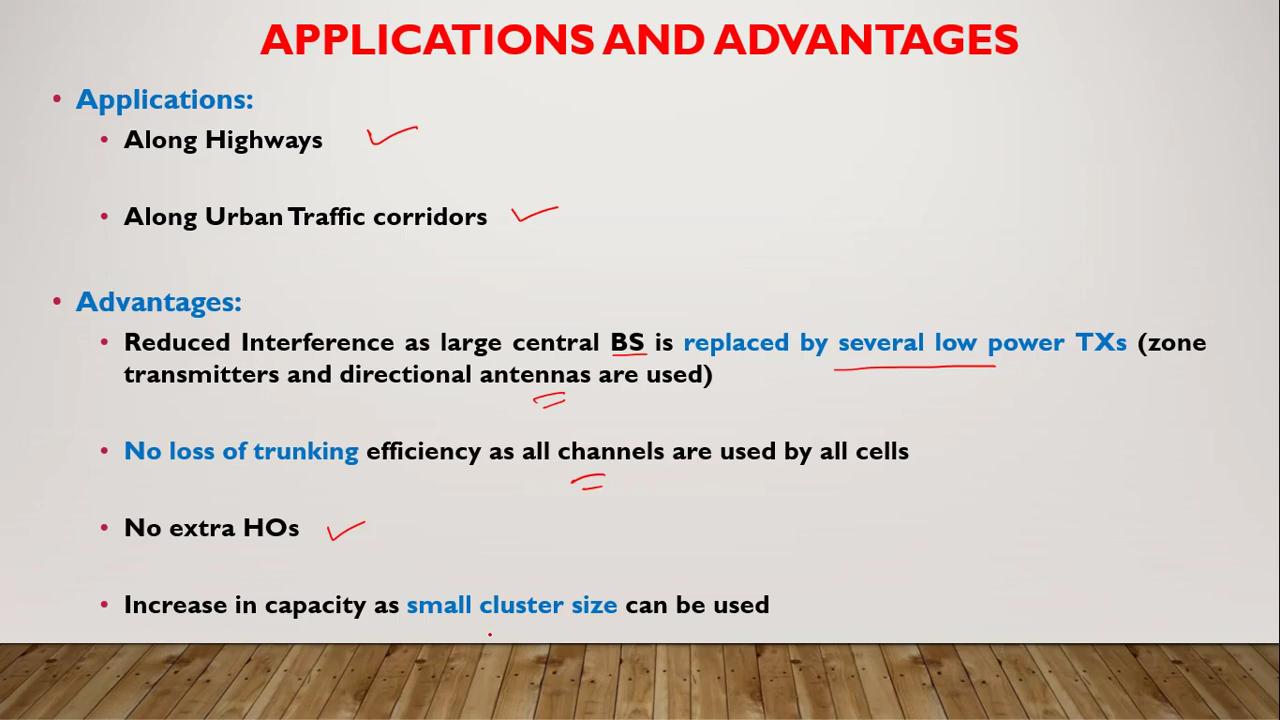 APPLICATIONS AND ADVANTAGES
• Applications:
• Along Highways
• Along Urban Traffic corridors
• Advantages:
• Reduced Interference as large central BS is replaced by several low power TXs (zone
transmitters and directional antennas are used)
• No loss of trunking efficiency as all channels are used by all cells
• No extra HOs
• Increase in capacity as small cluster size can be used